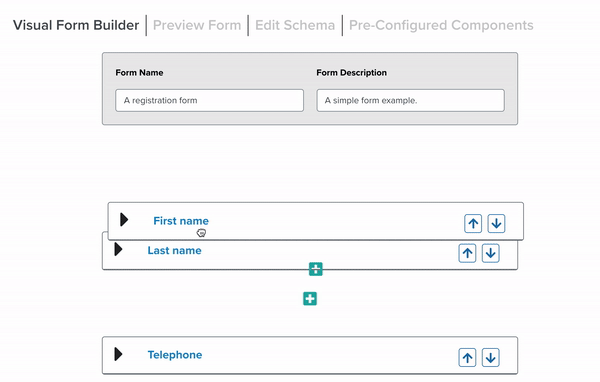 Visual Form Builder | Preview Form | Edit Schema | Pre-Configured Components
Form Name Form Description
A registration form A simple form example.
First name
Last name
Telephone